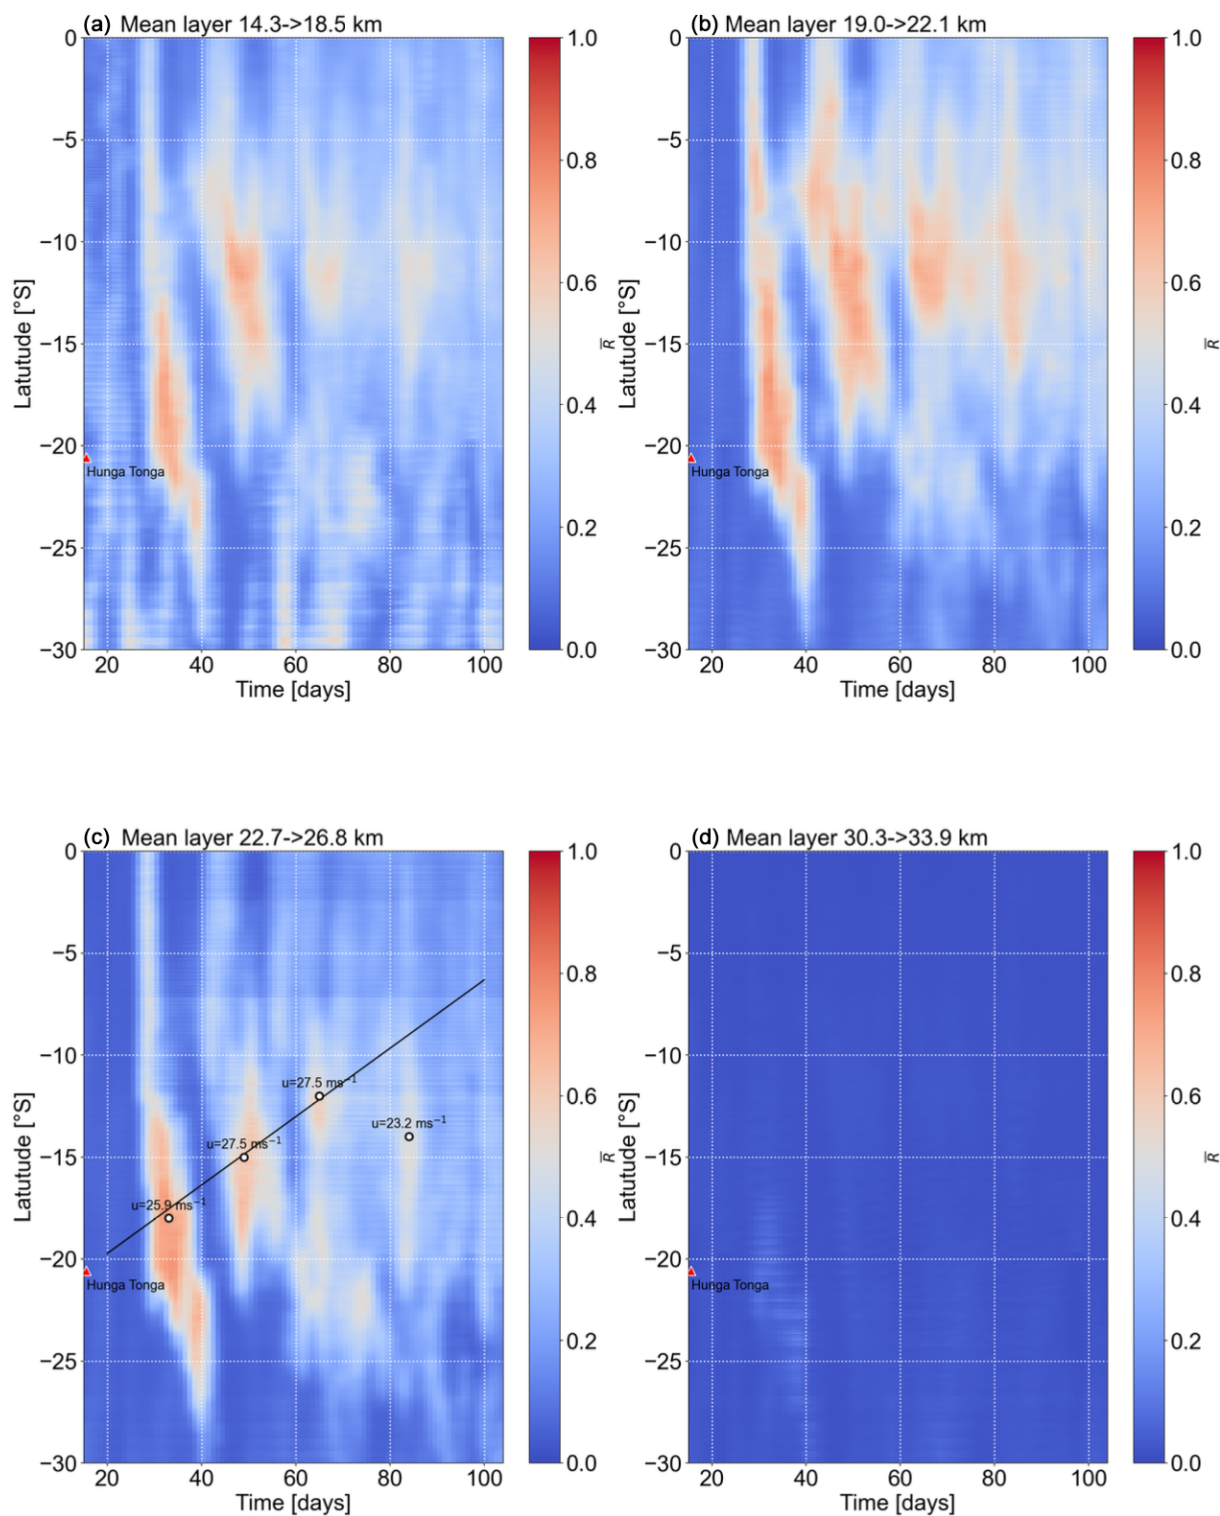 (a) Mean layer 14.3->18.5 km
0
−5
−10
−15
−20
−25
−30
Latutude [°S]
Hunga Tonga
20 40 60 80 100
Time [days]
1.0
0.8
0.6
0.4
0.2
0.0
R
(b) Mean layer 19.0->22.1 km
0
−5
−10
−15
−20
−25
−30
Latutude [°S]
Hunga Tonga
20 40 60 80 100
Time [days]
1.0
0.8
0.6
0.4
0.2
0.0
R
(c) Mean layer 22.7->26.8 km
0
−5
−10
−15
−20
−25
−30
Latutude [°S]
u=27.5 ms−1
u=23.2 ms−1
u=27.5 ms−1
u=25.9 ms−1
Hunga Tonga
20 40 60 80 100
Time [days]
1.0
0.8
0.6
0.4
0.2
0.0
R
(d) Mean layer 30.3->33.9 km
0
−5
−10
−15
−20
−25
−30
Latutude [°S]
Hunga Tonga
20 40 60 80 100
Time [days]
1.0
0.8
0.6
0.4
0.2
0.0
R